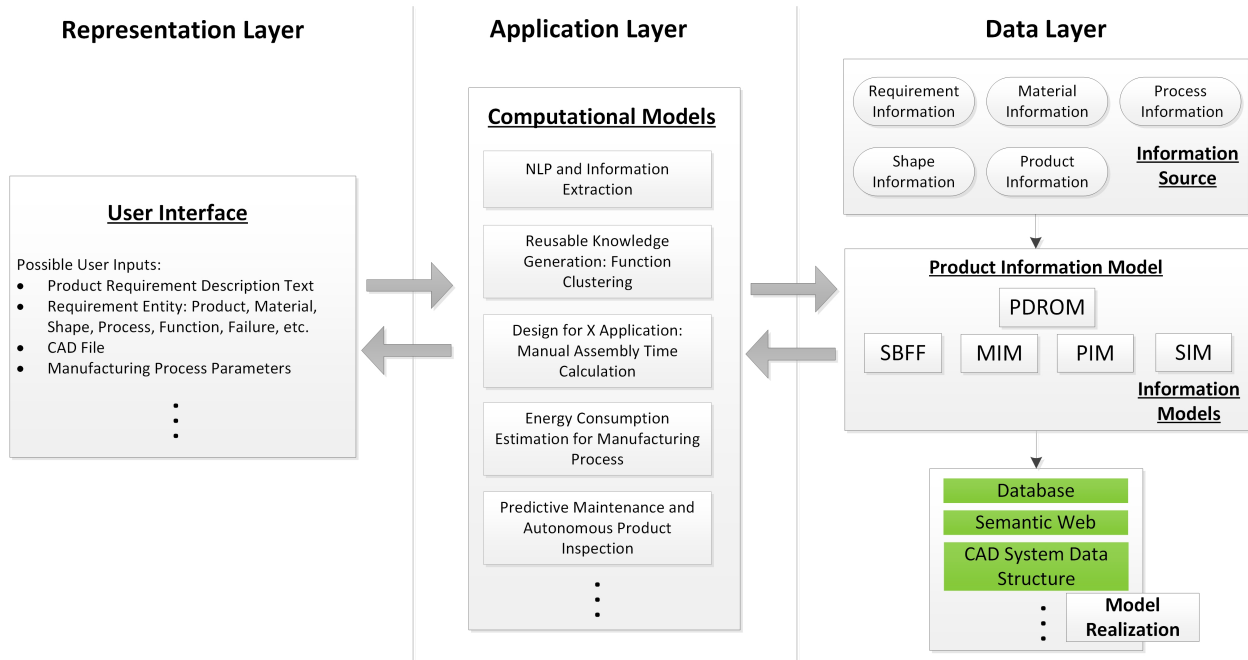 Representation Layer
User Interface
Possible User Inputs:
• Product Requirement Description Text
• Requirement Entity: Product, Material,
Shape, Process, Function, Failure, etc.
• CAD File
• Manufacturing Process Parameters
Application Layer
Computational Models
NLP and Information
Extraction
Reusable Knowledge
Generation: Function
Clustering
Design for X Application:
Manual Assembly Time
Calculation
Energy Consumption
Estimation for Manufacturing
Process
Predictive Maintenance and
Autonomous Product
Inspection
Data Layer
Requirement
Information
Material
Information
Process
Information
Shape
Information
Product
Information
Information
Source
Product Information Model
PDROM
SBFF
MIM
PIM
SIM
Information
Models
Database
Semantic Web
CAD System Data
Structure
Model
Realization